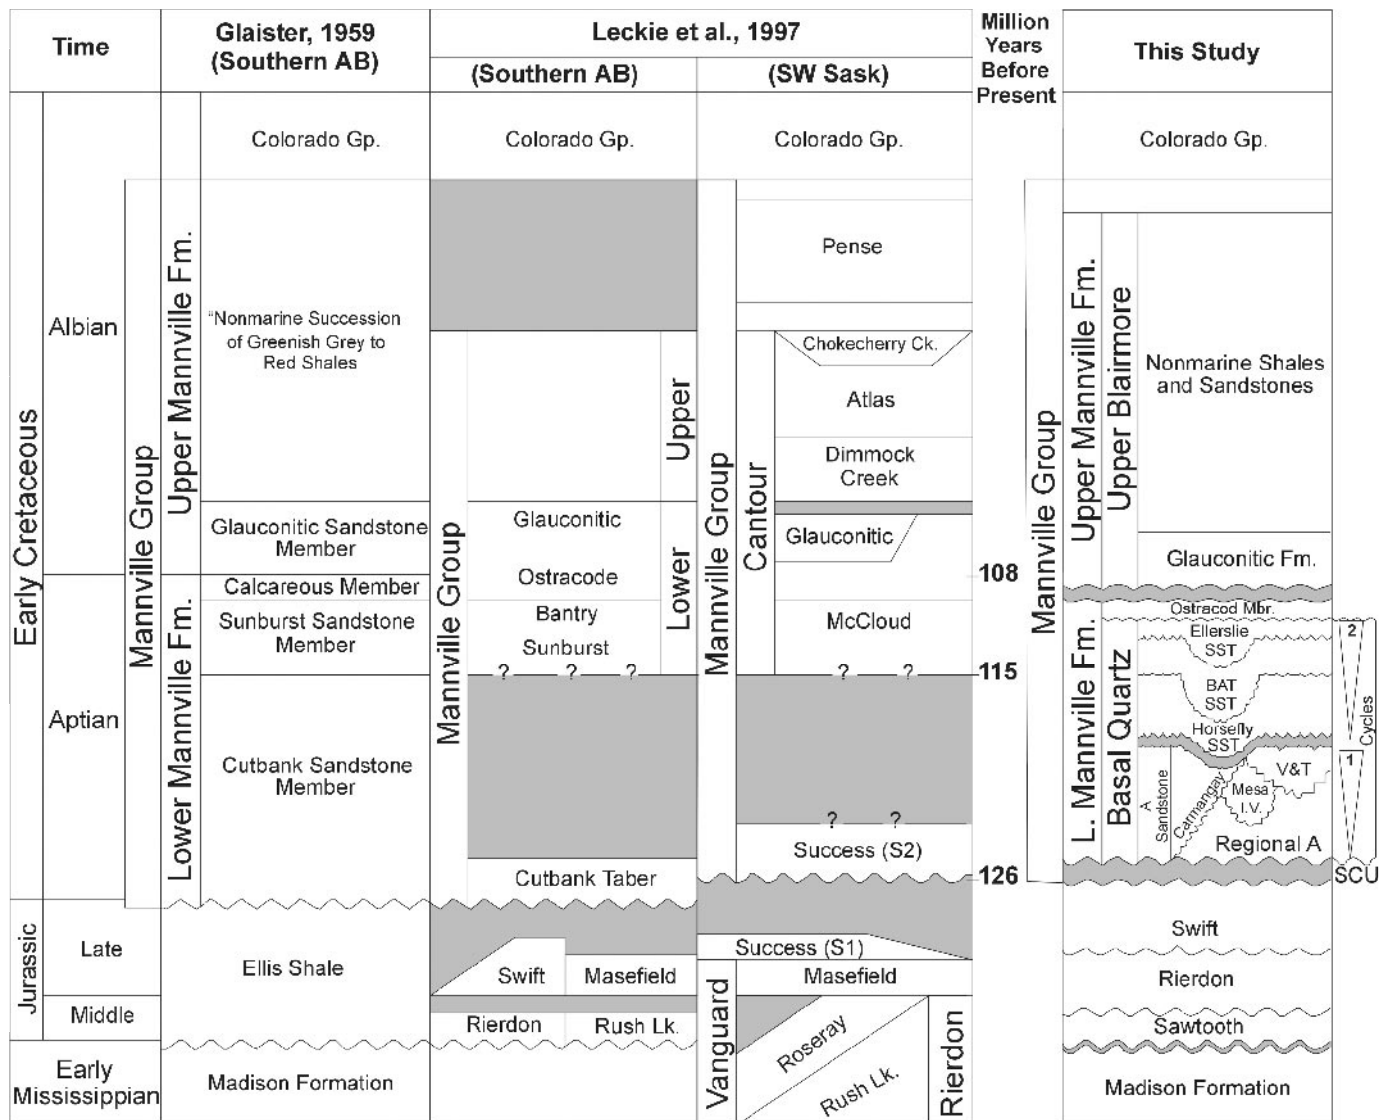 Time
Glaister, 1959
(Southern AB)
Leckie et al., 1997
(Southern AB)
(SW Sask)
Million
Years
Before
Present
This Study
Early Cretaceous
Albian
Aptian
Jurassic
Late
Middle
Early
Mississippian
Mannville Group
Upper Mannville Fm.
Lower Mannville Fm.
Colorado Gp.
"Nonmarine Succession
of Greenish Grey to
Red Shales
Glauconitic Sandstone
Member
Calcareous Member
Sunburst Sandstone
Member
Cutbank Sandstone
Member
Ellis Shale
Madison Formation
Mannville Group
Colorado Gp.
Upper
Lower
Glauconitic
Ostracode
Bantry
Sunburst
? ? ?
Cutbank Taber
Swift
Masefield
Rierdon
Rush Lk.
Mannville Group
Cantour
Colorado Gp.
Pense
Chokecherry Ck.
Atlas
Dimmock
Creek
Glauconitic
McCloud
? ?
? ?
Success (S2)
Success (S1)
Vanguard
Masefield
Roseray
Rush Lk.
Rierdon
108
115
126
Mannville Group
Upper Mannville Fm.
Upper Blairmore
L. Mannville Fm.
Basal Quartz
Colorado Gp.
Nonmarine Shales
and Sandstones
Glauconitic Fm.
Ostracod Mbr.
Ellerslie
SST
BAT
SST
Horsefly
SST
A
Sandstone
Carmangay
Mesa
I.V.
V&T
Regional A
2
1
Cycles
SCU
Swift
Rierdon
Sawtooth
Madison Formation